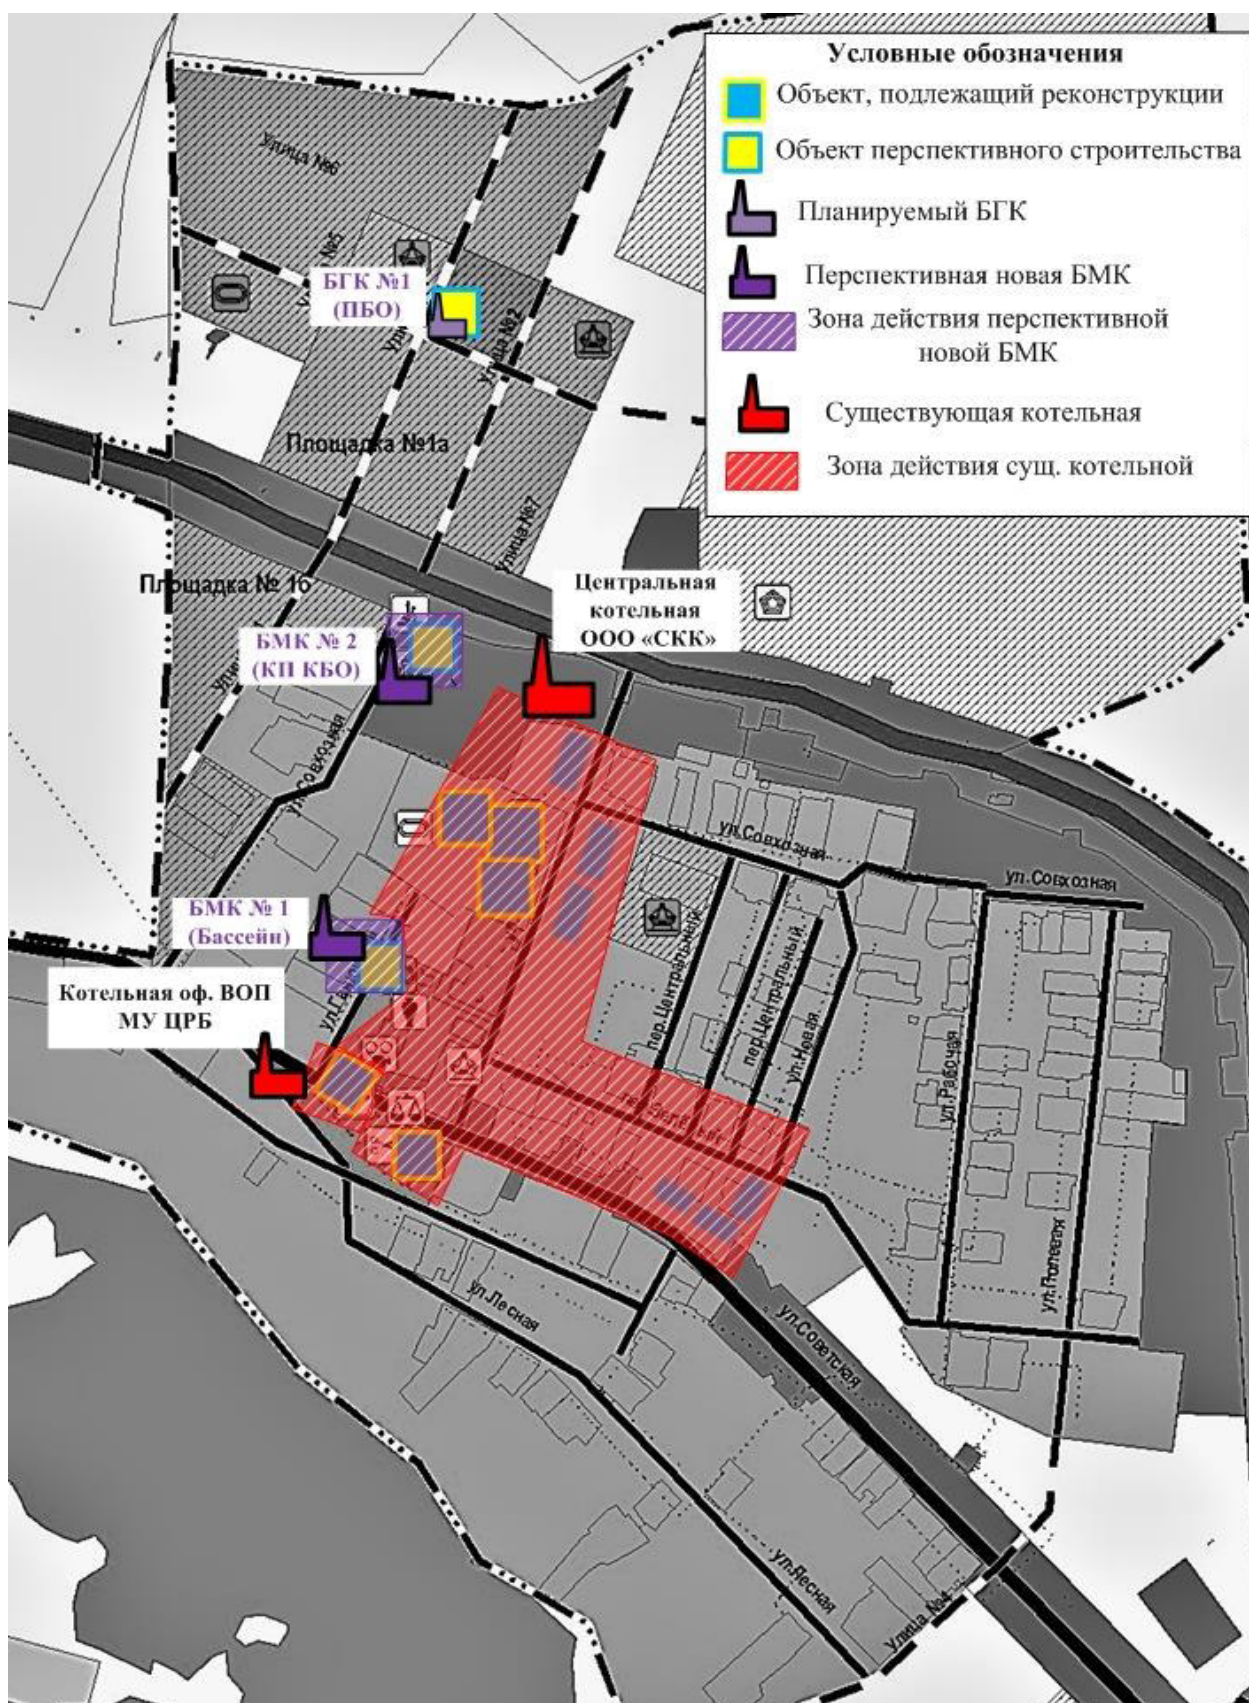 Условные обозначения
Объект, подлежащий реконструкции
Объект перспективного строительства
Планируемый БГК
Перспективная новая БМК
Зона действия перспективной
новой БМК
Существующая котельная
Зона действия сущ. котельной
Улица №6
БГК №1
(ПБО)
Улица №2
Площадка №1а
Улица №7
Площадка № 1б
Центральная
котельная
ООО «СКК»
БМК № 2
(КП КБО)
ул.Совхозная
ул.Совхозная
ул.Совхозная
БМК № 1
(Бассейн)
Котельная оф. ВОП
МУ ЦРБ
пер.Центральный
пер.Центральный
ул.Новая
ул.Рабочая
ул.Полевая
ул.Лесная
ул.Советская
ул.Лесная
Улица №4